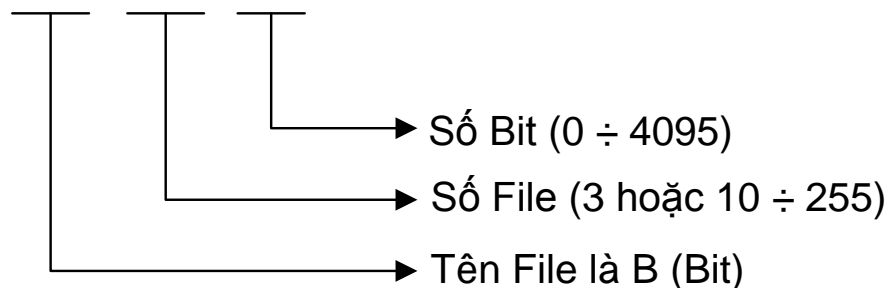 Số Bit (0 ÷ 4095)
Số File (3 hoặc 10 ÷ 255)
Tên File là B (Bit)